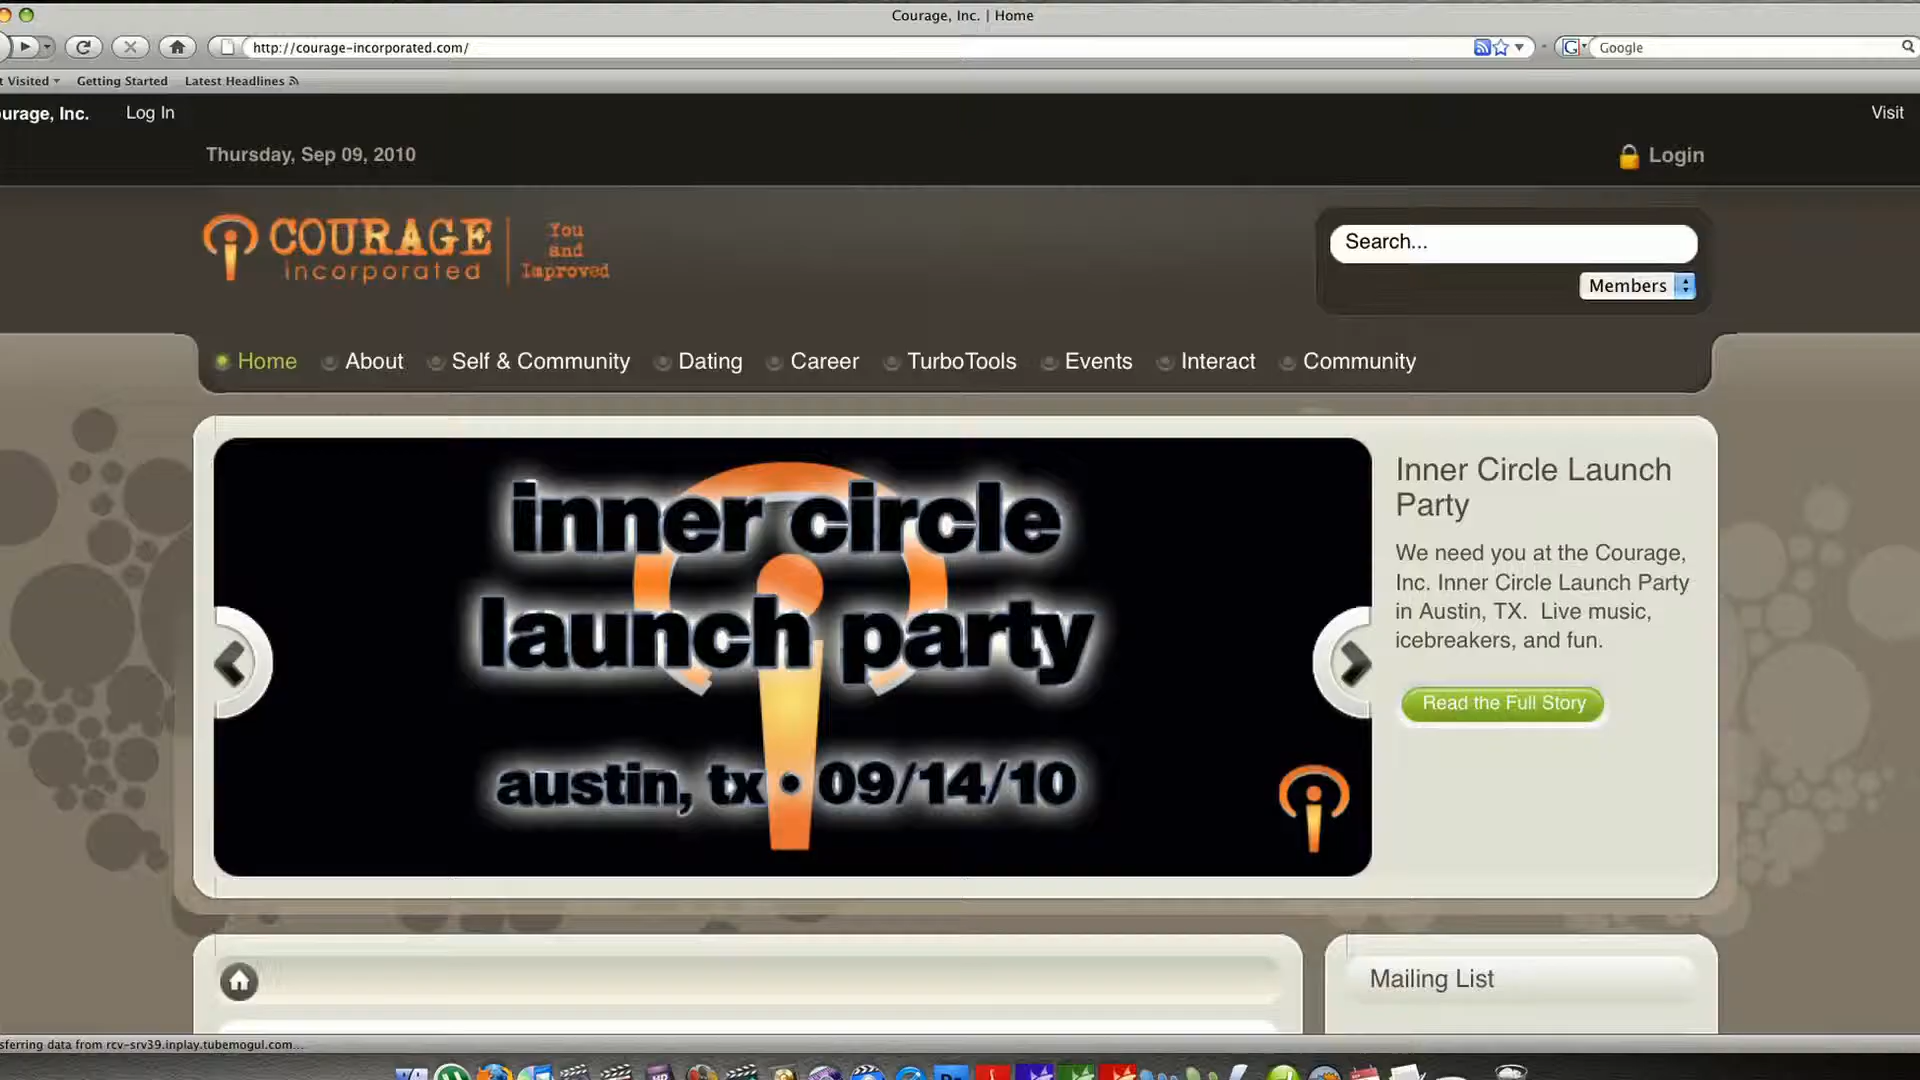 Courage, Inc. | Home
http://courage-incorporated.com/
Google
t Visited
Getting Started
Latest Headlines
ourage, Inc.
Log In
Visit
Thursday, Sep 09, 2010
Login
COURAGE
incorporated
You
and
Improved
Search...
Members
Home
About
Self & Community
Dating
Career
TurboTools
Events
Interact
Community
inner circle
launch party
austin, tx • 09/14/10
Inner Circle Launch
Party
We need you at the Courage,
Inc. Inner Circle Launch Party
in Austin, TX. Live music,
icebreakers, and fun.
Read the Full Story
Mailing List
sferring data from rcv-srv39.inplay.tubemogul.com...